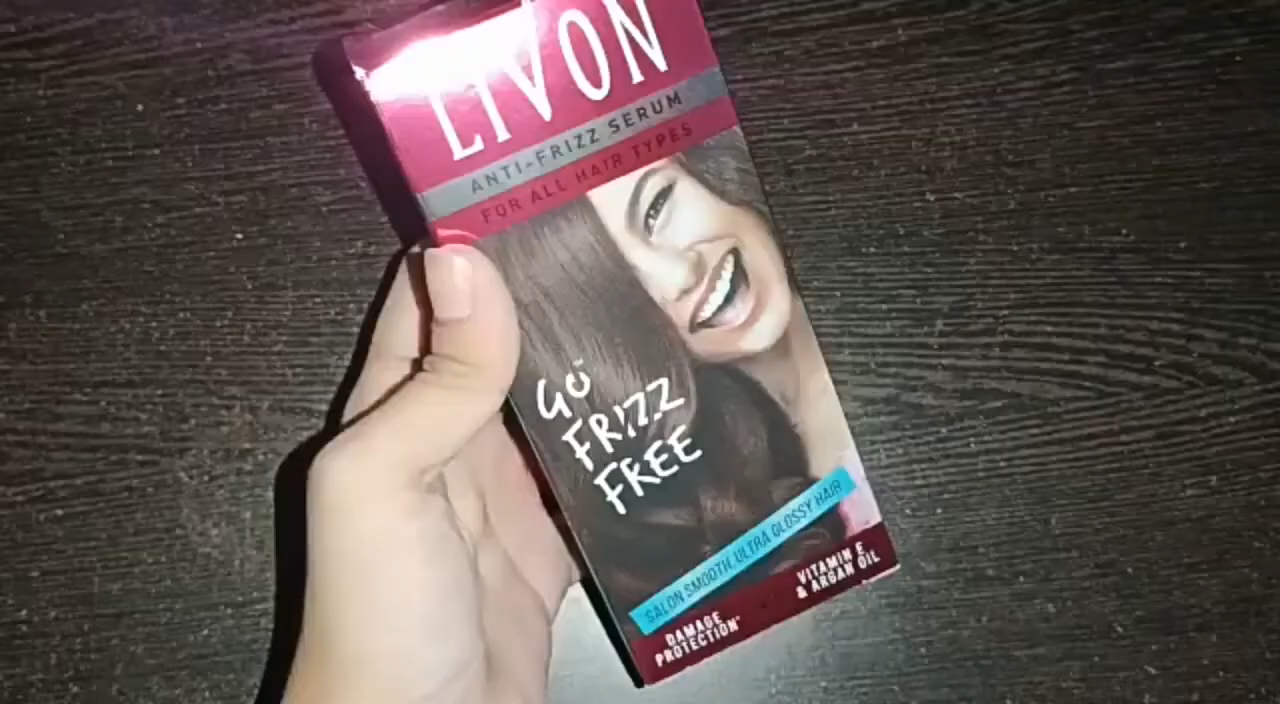 LIVON
ANTI-FRIZZ SERUM
FOR ALL HAIR TYPES
GO
FRIZZ
FREE
SALON SMOOTH, ULTRA GLOSSY HAIR
DAMAGE
PROTECTION*
VITAMIN E
& ARGAN OIL